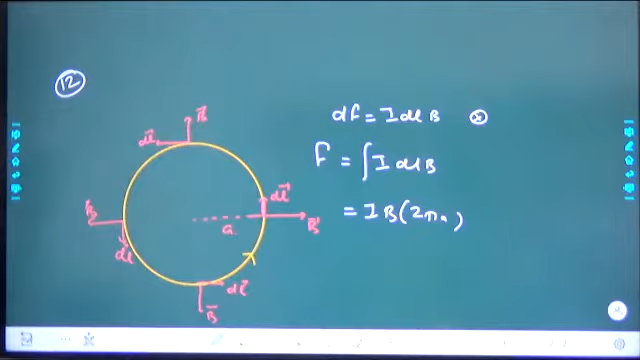 12
B⃗
dl⃗
dF = I dl B ⊗
F = ∫ I dl B
dl⃗
B⃗
a
B⃗
= I B (2πa)
dl
dl⃗
B⃗